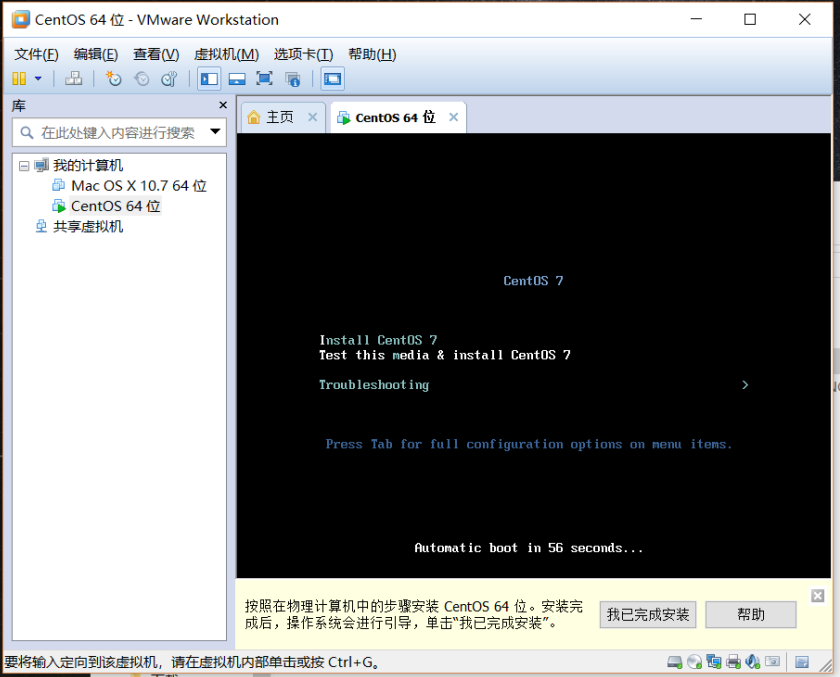 CentOS 64 位 - VMware Workstation
文件(F) 编辑(E) 查看(V) 虚拟机(M) 选项卡(T) 帮助(H)
库
主页
CentOS 64 位
在此处键入内容进行搜索
我的计算机
Mac OS X 10.7 64 位
CentOS 64 位
共享虚拟机
CentOS 7
Install CentOS 7
Test this media & install CentOS 7
Troubleshooting >
Press Tab for full configuration options on menu items.
Automatic boot in 56 seconds...
按照在物理计算机中的步骤安装 CentOS 64 位。安装完
成后，操作系统会进行引导，单击“我已完成安装”。
我已完成安装
帮助
要将输入定向到该虚拟机，请在虚拟机内部单击或按 Ctrl+G。